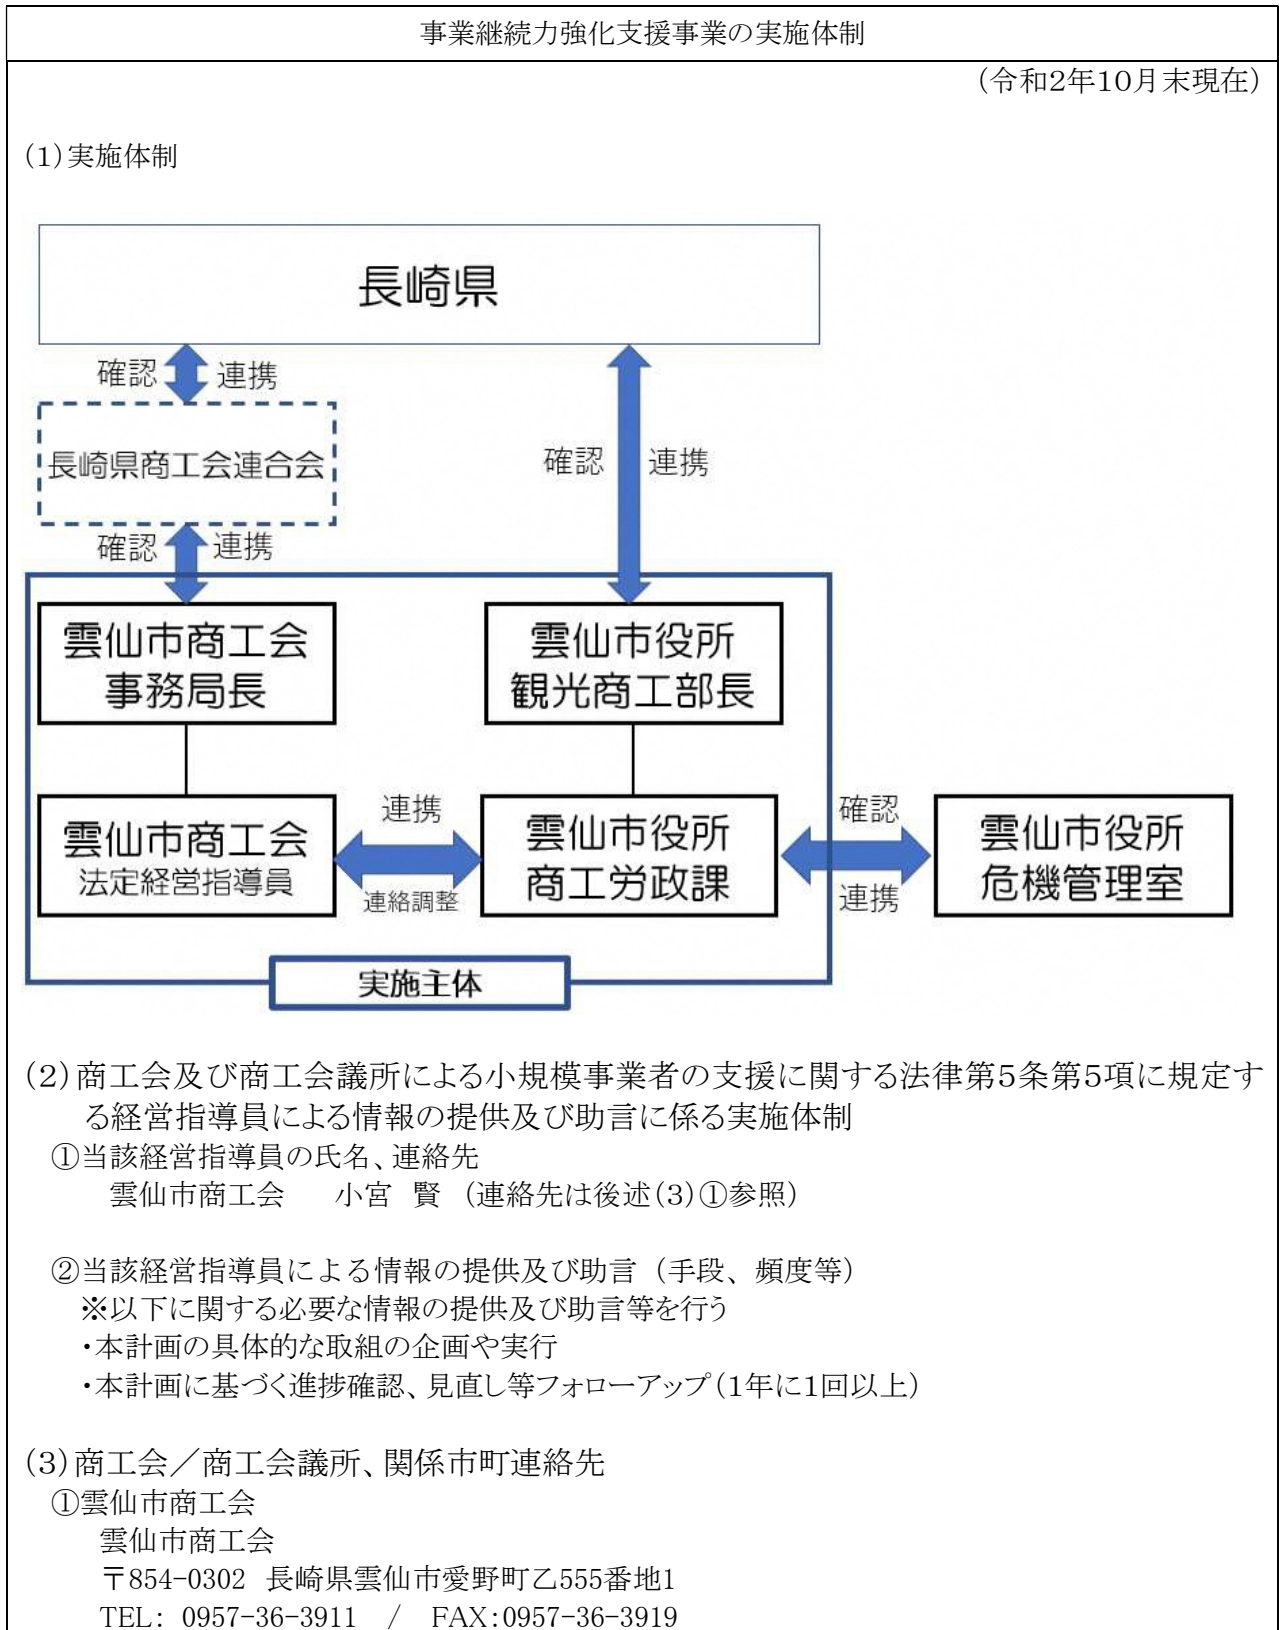 事業継続力強化支援事業の実施体制
(令和2年10月末現在)
(1)実施体制
長崎県
確認 連携
長崎県商工会連合会
確認 連携
確認 連携
雲仙市商工会
事務局長
雲仙市役所
観光商工部長
雲仙市商工会
法定経営指導員
連携
連絡調整
雲仙市役所
商工労政課
確認
連携
雲仙市役所
危機管理室
実施主体
(2)商工会及び商工会議所による小規模事業者の支援に関する法律第5条第5項に規定す
る経営指導員による情報の提供及び助言に係る実施体制
①当該経営指導員の氏名、連絡先
雲仙市商工会 小宮 賢 (連絡先は後述(3)①参照)
②当該経営指導員による情報の提供及び助言 (手段、頻度等)
※以下に関する必要な情報の提供及び助言等を行う
・本計画の具体的な取組の企画や実行
・本計画に基づく進捗確認、見直し等フォローアップ(1年に1回以上)
(3)商工会/商工会議所、関係市町連絡先
①雲仙市商工会
雲仙市商工会
〒854-0302 長崎県雲仙市愛野町乙555番地1
TEL: 0957-36-3911 / FAX:0957-36-3919